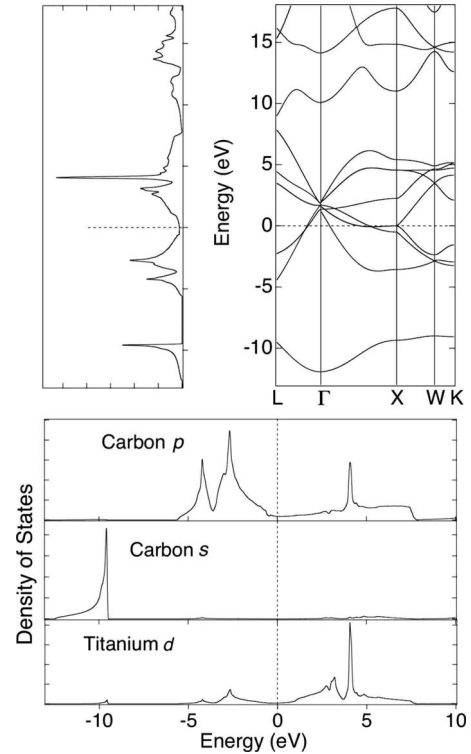 15
10
5
0
-5
-10
Energy (eV)
L Γ X W K
Carbon p
Carbon s
Titanium d
Density of States
-10 -5 0 5 10
Energy (eV)